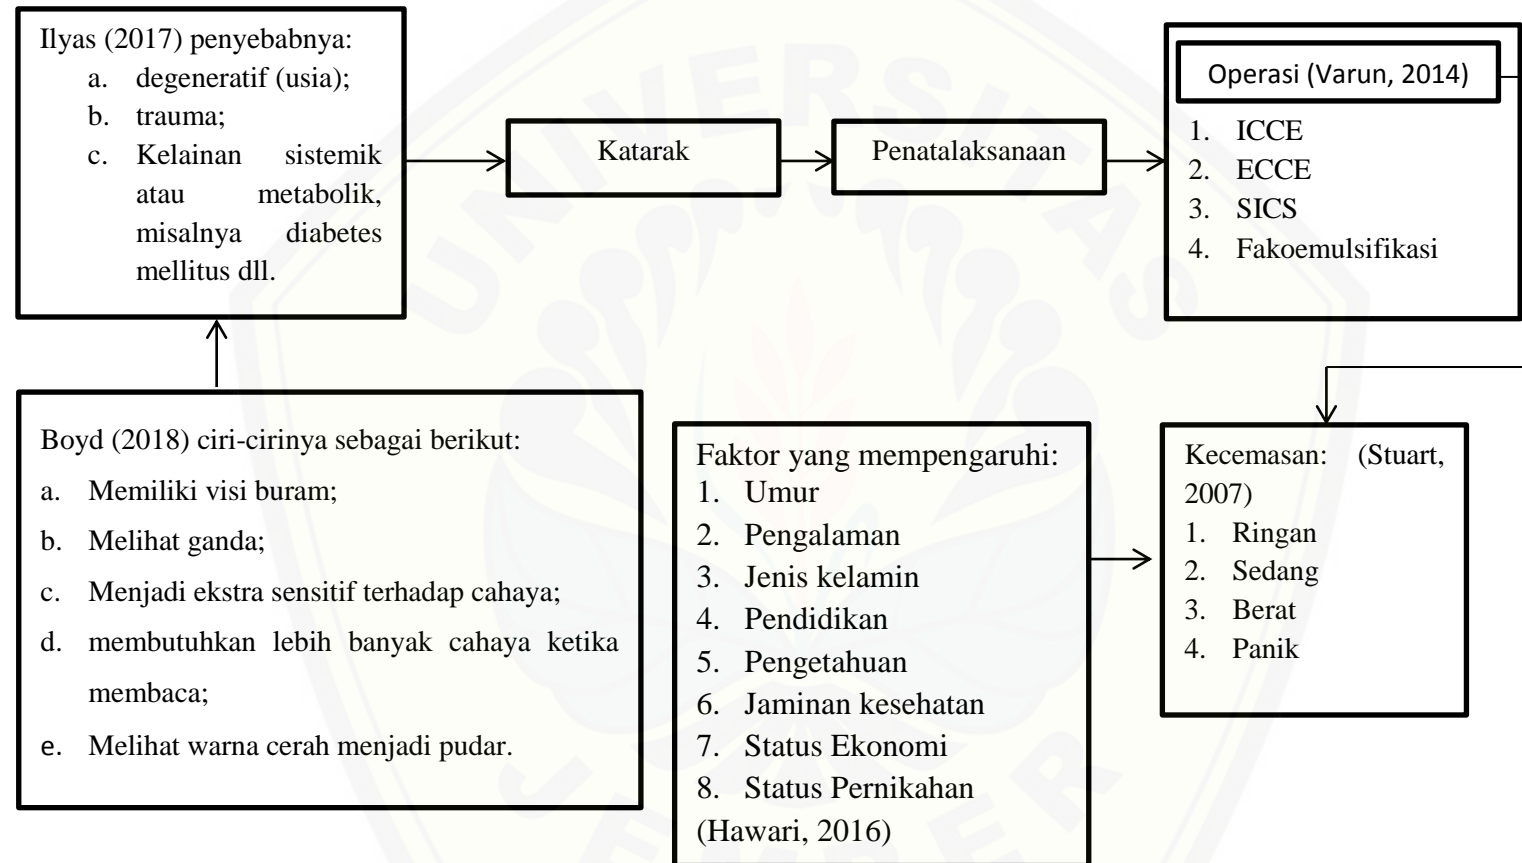 Ilyas (2017) penyebabnya:
a. degeneratif (usia);
b. trauma;
c. Kelainan sistemik
atau metabolik,
misalnya diabetes
mellitus dll.
Katarak
Penatalaksanaan
Operasi (Varun, 2014)
1. ICCE
2. ECCE
3. SICS
4. Fakoemulsifikasi
Boyd (2018) ciri-cirinya sebagai berikut:
a. Memiliki visi buram;
b. Melihat ganda;
c. Menjadi ekstra sensitif terhadap cahaya;
d. membutuhkan lebih banyak cahaya ketika
membaca;
e. Melihat warna cerah menjadi pudar.
Faktor yang mempengaruhi:
1. Umur
2. Pengalaman
3. Jenis kelamin
4. Pendidikan
5. Pengetahuan
6. Jaminan kesehatan
7. Status Ekonomi
8. Status Pernikahan
(Hawari, 2016)
Kecemasan: (Stuart,
2007)
1. Ringan
2. Sedang
3. Berat
4. Panik
UNIVERSITAS
JEMBER